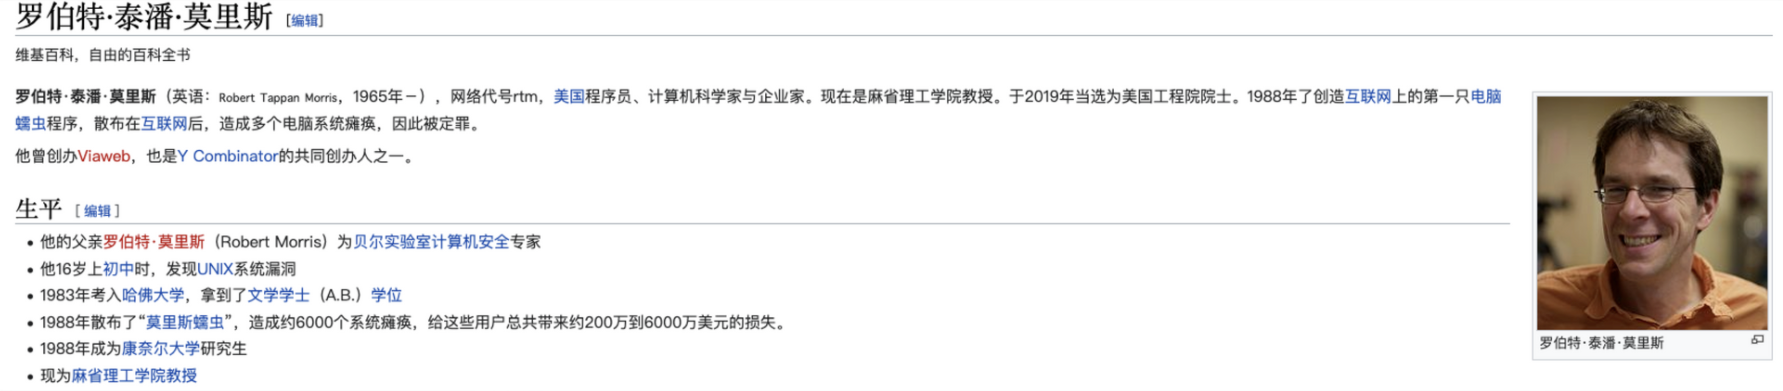 罗伯特·泰潘·莫里斯 [编辑]
维基百科，自由的百科全书
罗伯特·泰潘·莫里斯（英语：Robert Tappan Morris，1965年－），网络代号rtm，美国程序员、计算机科学家与企业家。现在是麻省理工学院教授。于2019年当选为美国工程院院士。1988年了创造互联网上的第一只电脑
蠕虫程序，散布在互联网后，造成多个电脑系统瘫痪，因此被定罪。
他曾创办Viaweb，也是Y Combinator的共同创办人之一。
生平 [编辑]
• 他的父亲罗伯特·莫里斯（Robert Morris）为贝尔实验室计算机安全专家
• 他16岁上初中时，发现UNIX系统漏洞
• 1983年考入哈佛大学，拿到了文学学士（A.B.）学位
• 1988年散布了“莫里斯蠕虫”，造成约6000个系统瘫痪，给这些用户总共带来约200万到6000万美元的损失。
• 1988年成为康奈尔大学研究生
• 现为麻省理工学院教授
罗伯特·泰潘·莫里斯